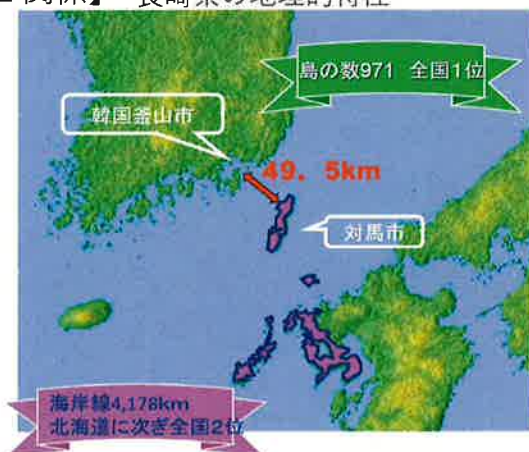 関係】 長崎県の地理的特性
島の数971 全国1位
韓国釜山市
49. 5km
対馬市
海岸線4,178km
北海道に次ぎ全国2位